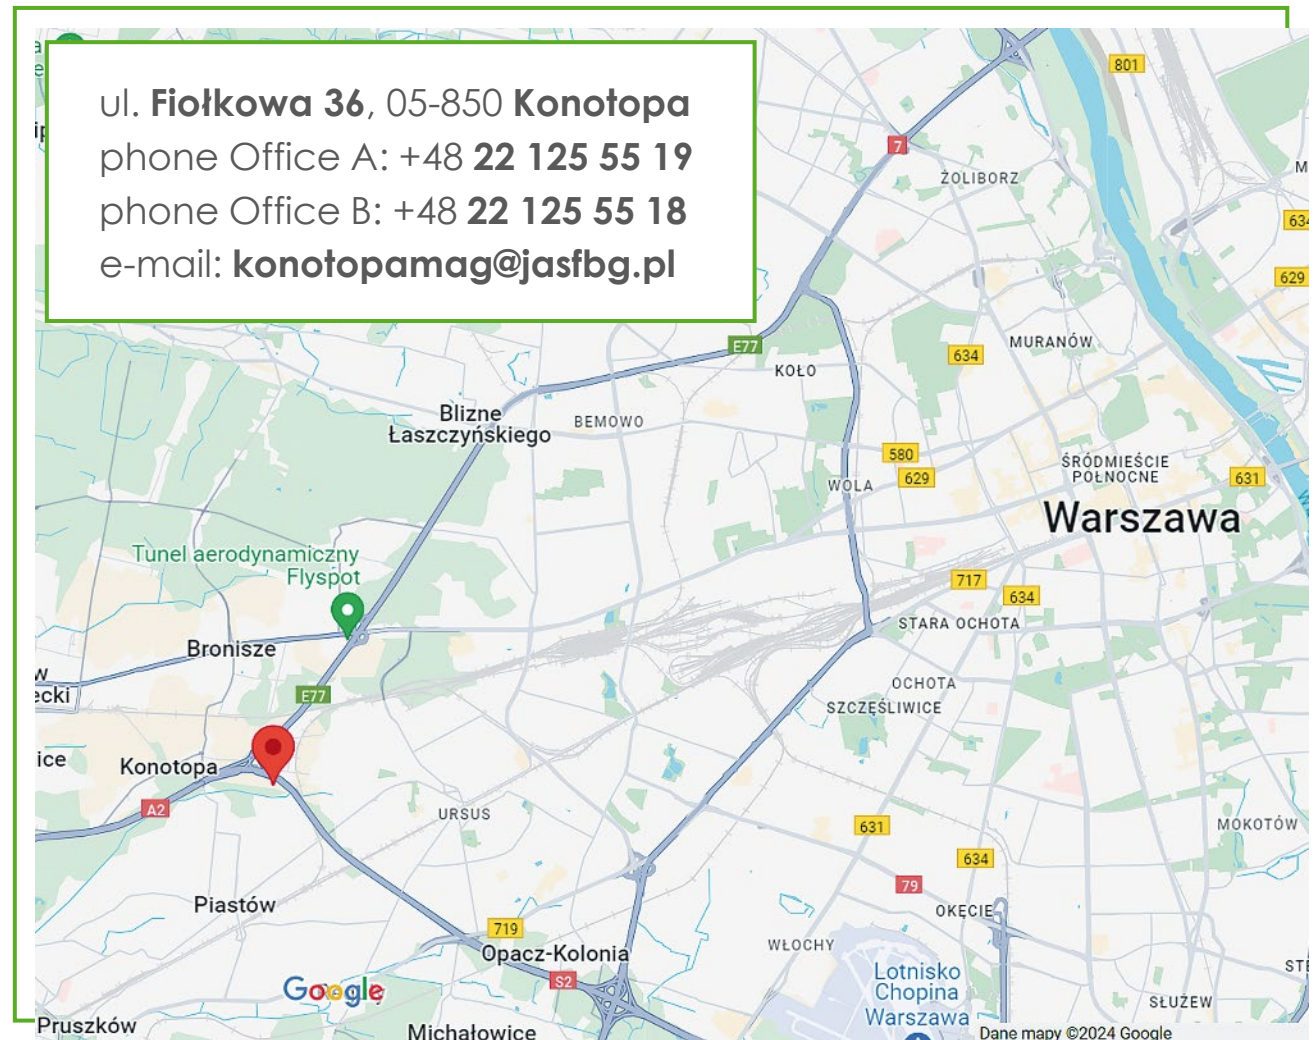 ul. Fiołkowa 36, 05-850 Konotopa
phone Office A: +48 22 125 55 19
phone Office B: +48 22 125 55 18
e-mail: konotopamag@jasfbg.pl
801
7
ŻOLIBORZ
634
629
E77
634
MURANÓW
KOŁO
Blizne
Łaszczyńskiego
BEMOWO
580
629
WOLA
ŚRÓDMIEŚCIE
PÓŁNOCNE
631
Warszawa
Tunel aerodynamiczny
Flyspot
717
634
STARA OCHOTA
Bronisze
ecki
E77
OCHOTA
SZCZĘŚLIWICE
ice
Konotopa
A2
URSUS
631
634
MOKOTÓW
79
Piastów
OKĘCIE
719
Opacz-Kolonia
WŁOCHY
S2
Lotnisko
Chopina
Warszawa
STE
SŁUŻEW
Google
Pruszków
Michałowice
Dane mapy ©2024 Google